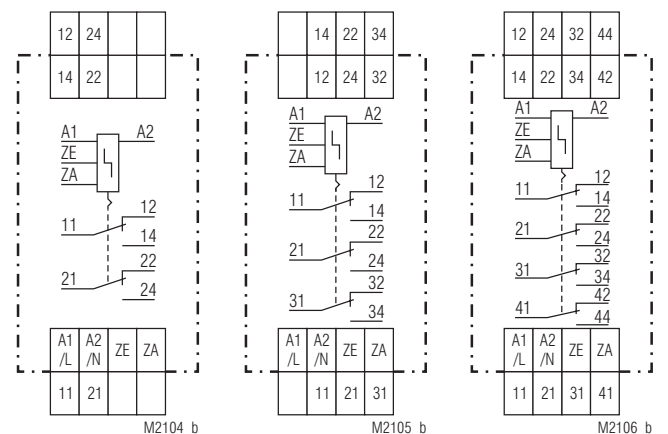 12 24
14 22
A1 A2
ZE
ZA
11 12
14
21 22
24
A1/L A2/N ZE ZA
11 21
M2104_b
14 22 34
12 24 32
A1 A2
ZE
ZA
11 12
14
21 22
24
31 32
34
A1/L A2/N ZE ZA
11 21 31
M2105_b
12 24 32 44
14 22 34 42
A1 A2
ZE
ZA
11 12
14
21 22
24
31 32
34
41 42
44
A1/L A2/N ZE ZA
11 21 31 41
M2106_b